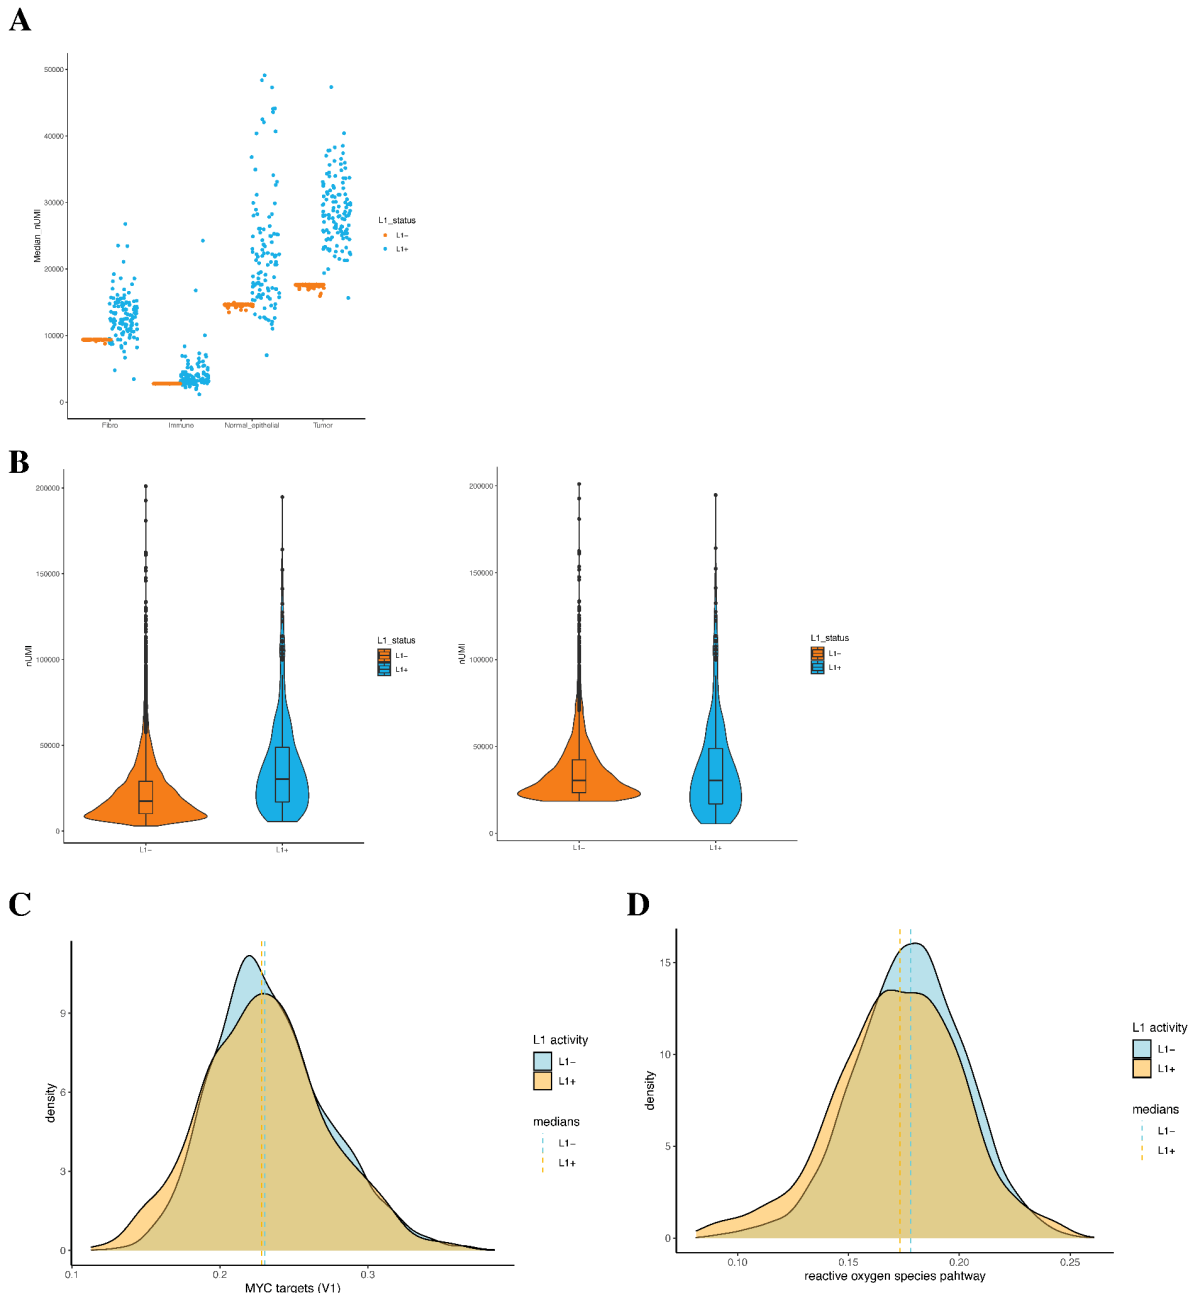 A
50000
40000
30000
20000
10000
0
Median_nUMI
Fibro
Immune
Normal_epithelial
Tumor
L1_status
L1−
L1+
B
200000
150000
100000
50000
0
nUMI
L1−
L1+
L1_status
L1−
L1+
200000
150000
100000
50000
0
nUMI
L1−
L1+
L1_status
L1−
L1+
C
9
6
3
0
density
0.1
0.2
0.3
MYC targets (V1)
L1 activity
L1−
L1+
medians
L1−
L1+
D
15
10
5
0
density
0.10
0.15
0.20
0.25
reactive oxygen species pahtway
L1 activity
L1−
L1+
medians
L1−
L1+